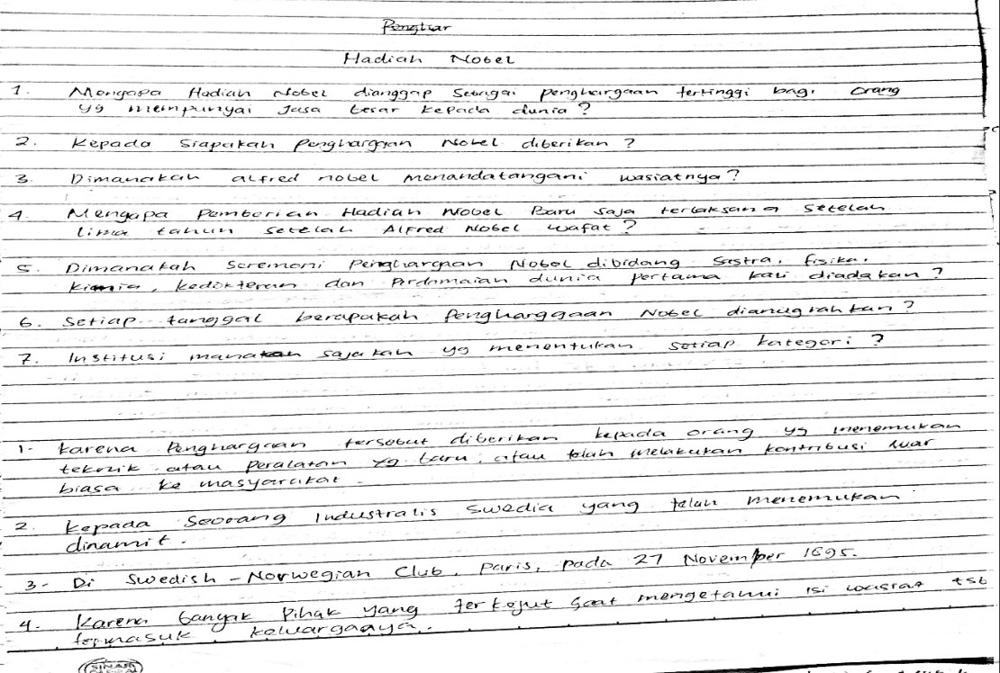 Penghar
Hadiah Nobel
1. Mengapa Hadiah Nobel dianggap Sebagai penghargaan tertinggi bagi orang
yg mempunyai Jasa besar kepada dunia?
2. Kepada siapakah Penghargaan Nobel diberikan?
3. Dimanakah alfred nobel menandatangani wasiatnya?
4. Mengapa Pemberian Hadiah Nobel Baru saja terlaksana setelah
lima tahun setelah Alfred Nobel wafat?
5. Dimanakah seremoni Penghargaan Nobel dibidang sastra, fisika,
kimia, kedokteran dan Perdamaian dunia pertama kali diadakan?
6. Setiap tanggal berapakah Penghargaan Nobel dianugrahkan?
7. Institusi mana sajakah yg menentukan setiap kategori?
1. Karena Penghargaan tersebut diberikan kepada orang yg menemukan
teknik atau Peralatan yg baru, atau telah melakukan kontribusi luar
biasa ke masyarakat.
2. Kepada Seorang Industralis Swedia yang telah menemukan
dinamit.
3. Di Swedish-Norwegian Club, Paris, pada 27 November 1695.
4. Karena banyak Pihak yang terkejut saat mengetahui isi wasiat tsb
termasuk keluarganya.
SINAR